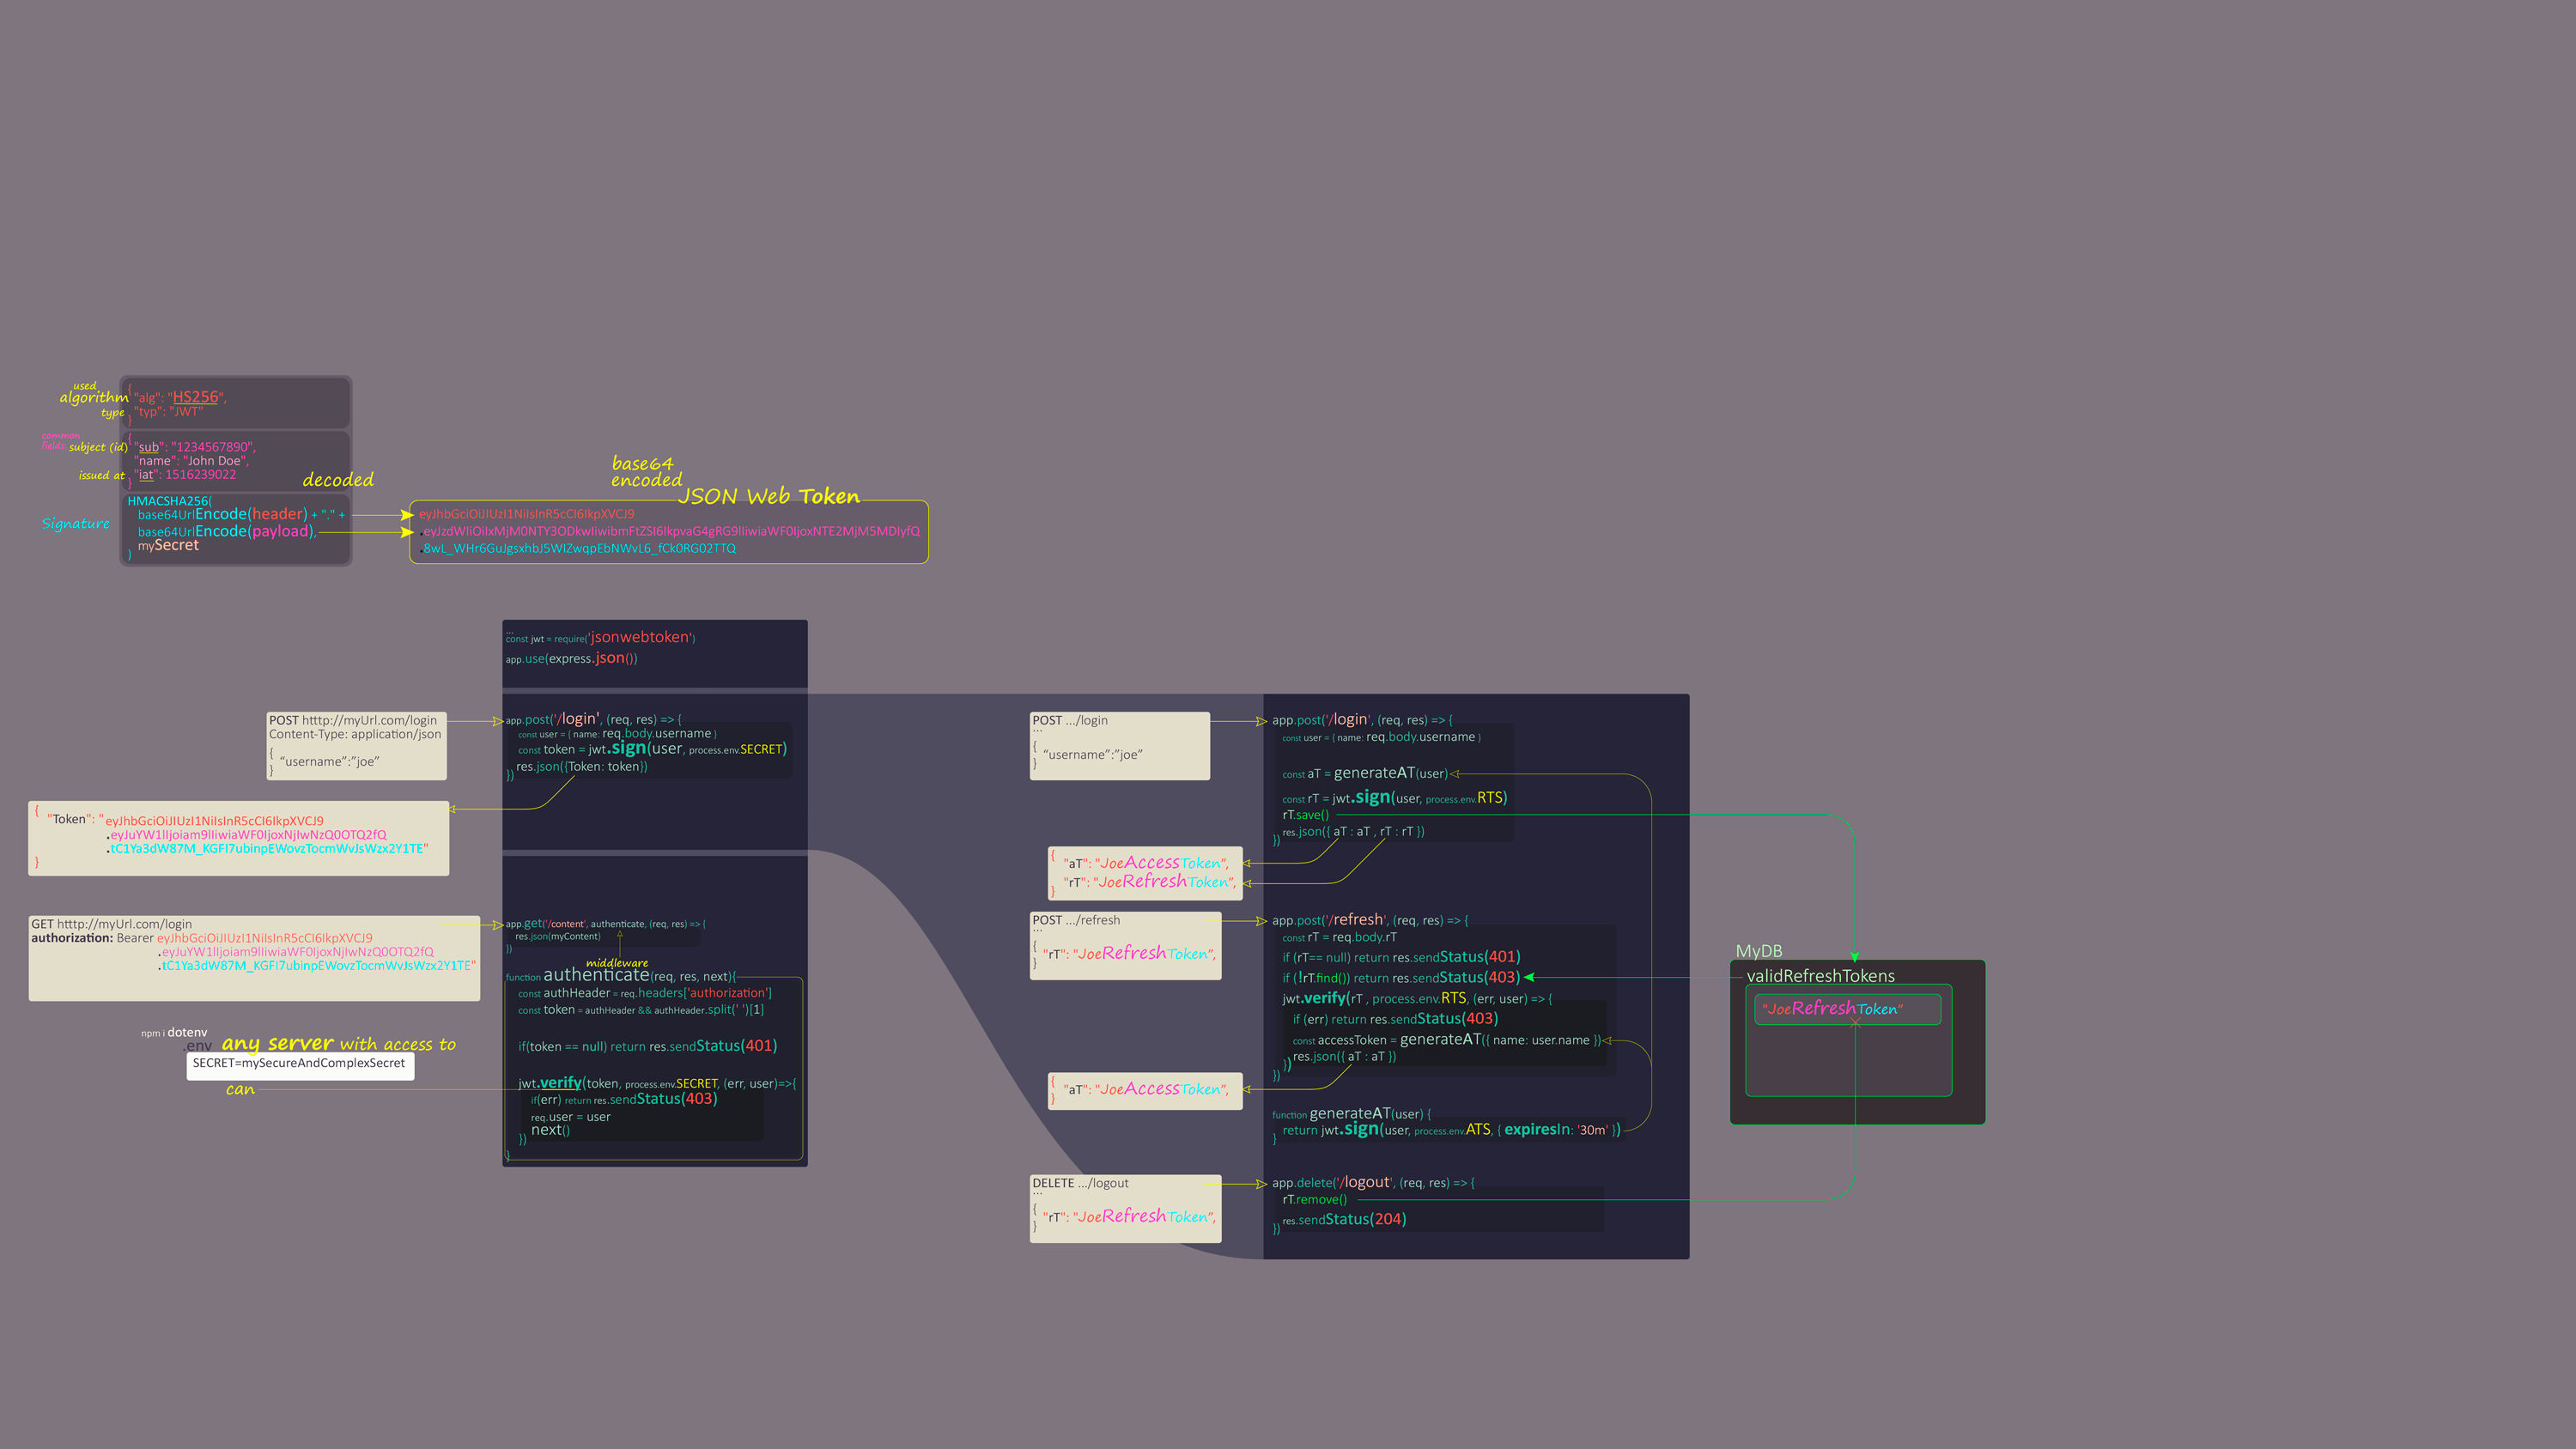 used
algorithm
type
{
"alg": "HS256",
"typ": "JWT"
}
common
fields: subject (id)
issued at
{
"sub": "1234567890",
"name": "John Doe",
"iat": 1516239022
}
decoded
Signature
HMACSHA256(
base64UrlEncode(header) + "." +
base64UrlEncode(payload),
mySecret
)
base64
encoded
JSON Web Token
eyJhbGciOiJIUzI1NiIsInR5cCI6IkpXVCJ9
.eyJzdWIiOiIxMjM0NTY3ODkwIiwibmFtZSI6IkpvaG4gRG9lIiwiaWF0IjoxNTE2MjM5MDIyfQ
.8wL_WHr6GuJgsxhbJ5WIZwqpEbNWvL6_fCk0RG02TTQ
...
const jwt = require('jsonwebtoken')
app.use(express.json())
POST htttp://myUrl.com/login
Content-Type: application/json
{
“username”:”joe”
}
app.post('/login', (req, res) => {
const user = { name: req.body.username }
const token = jwt.sign(user, process.env.SECRET)
res.json({Token: token})
})
{
"Token": "eyJhbGciOiJIUzI1NiIsInR5cCI6IkpXVCJ9
.eyJuYW1lIjoiam9lIiwiaWF0IjoxNjIwNzQ0OTQ2fQ
.tC1Ya3dW87M_KGFI7ubinpEWovzTocmWvJsWzx2Y1TE"
}
GET htttp://myUrl.com/login
authorization: Bearer eyJhbGciOiJIUzI1NiIsInR5cCI6IkpXVCJ9
.eyJuYW1lIjoiam9lIiwiaWF0IjoxNjIwNzQ0OTQ2fQ
.tC1Ya3dW87M_KGFI7ubinpEWovzTocmWvJsWzx2Y1TE"
app.get('/content', authenticate, (req, res) => {
res.json(myContent)
})
middleware
function authenticate(req, res, next){
const authHeader = req.headers['authorization']
const token = authHeader && authHeader.split(' ')[1]
if(token == null) return res.sendStatus(401)
jwt.verify(token, process.env.SECRET, (err, user)=>{
if(err) return res.sendStatus(403)
req.user = user
next()
})
}
npm i dotenv
.env any server with access to
SECRET=mySecureAndComplexSecret
can
POST .../login
...
{
“username”:”joe”
}
app.post('/login', (req, res) => {
const user = { name: req.body.username }
const aT = generateAT(user)
const rT = jwt.sign(user, process.env.RTS)
rT.save()
res.json({ aT : aT , rT : rT })
})
{
"aT": "JoeAccessToken",
"rT": "JoeRefreshToken",
}
POST .../refresh
...
{
"rT": "JoeRefreshToken",
}
app.post('/refresh', (req, res) => {
const rT = req.body.rT
if (rT== null) return res.sendStatus(401)
if (!rT.find()) return res.sendStatus(403)
jwt.verify(rT , process.env.RTS, (err, user) => {
if (err) return res.sendStatus(403)
const accessToken = generateAT({ name: user.name })
res.json({ aT : aT })
})
})
{
"aT": "JoeAccessToken",
}
function generateAT(user) {
return jwt.sign(user, process.env.ATS, { expiresIn: '30m' })
}
DELETE .../logout
...
{
"rT": "JoeRefreshToken",
}
app.delete('/logout', (req, res) => {
rT.remove()
res.sendStatus(204)
})
MyDB
validRefreshTokens
"JoeRefreshToken"